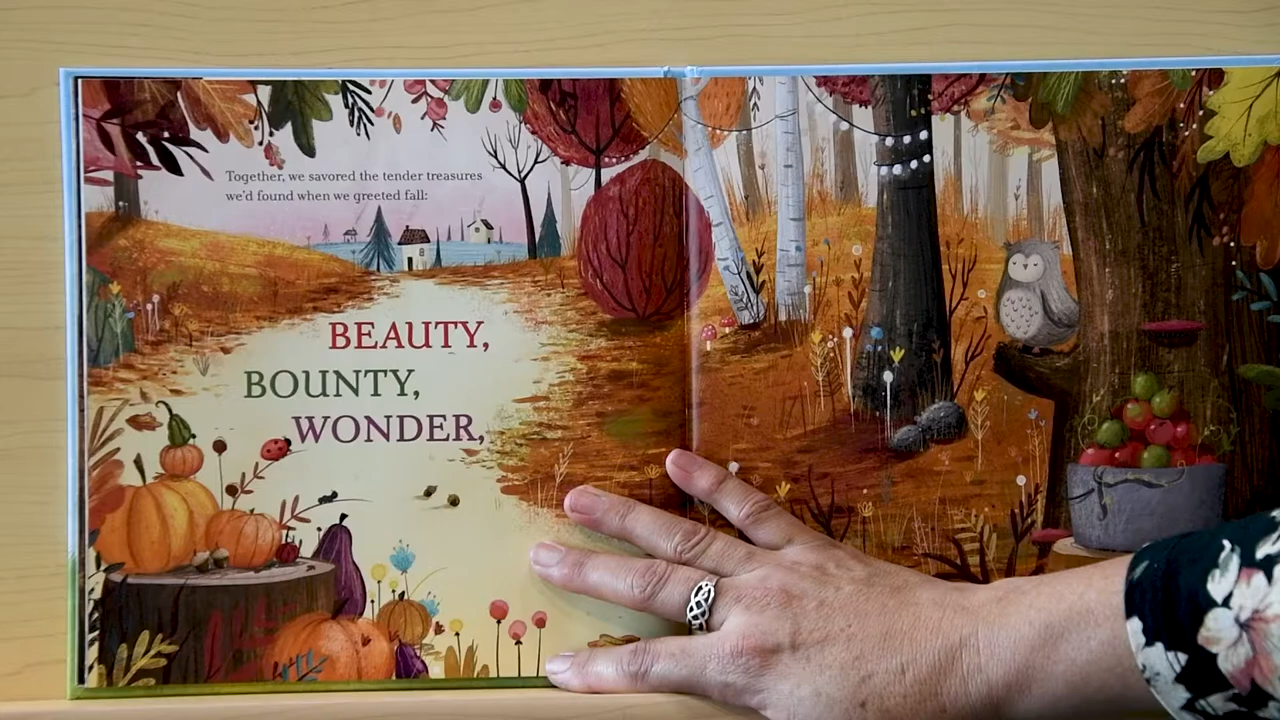 Together, we savored the tender treasures
we'd found when we greeted fall:
BEAUTY,
BOUNTY,
WONDER,